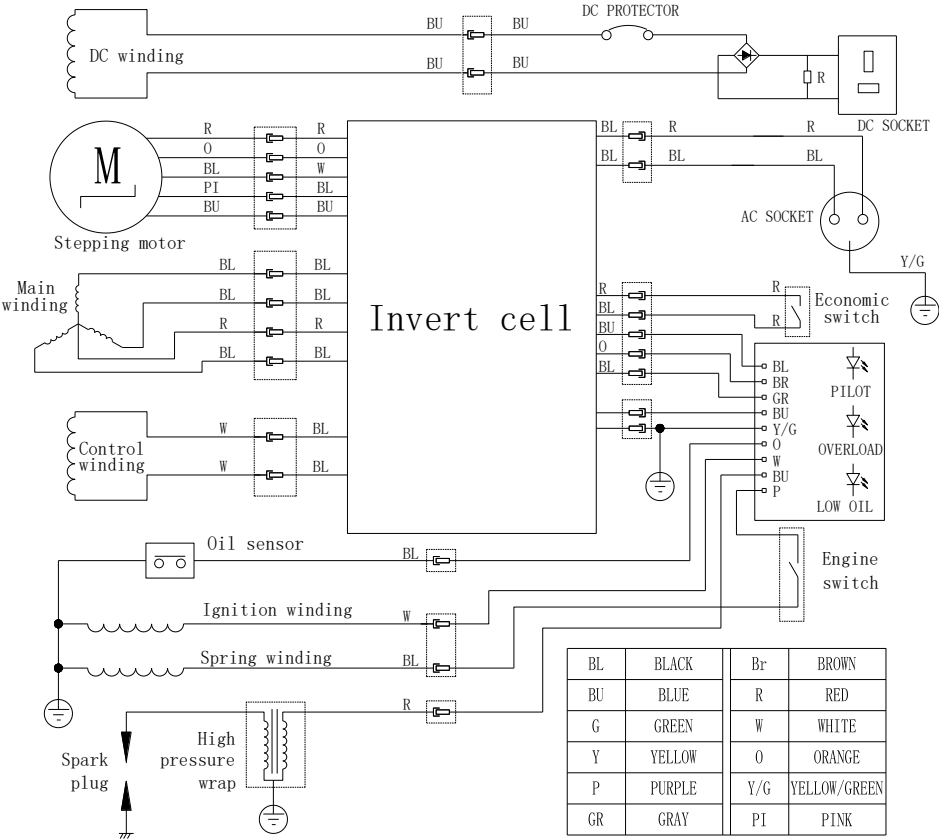 BU BU DC PROTECTOR
DC winding
BU BU
R
DC SOCKET
R R
O O
BL W
PI BL
BU BU
M
Stepping motor
BL R R
BL BL BL
AC SOCKET
Y/G
Main
winding
BL BL
BL BL
R R
BL BL
Invert cell
R R
BL R
BU
O
BL
Economic
switch
BL
BR
GR
BU
Y/G
O
W
BU
P
PILOT
OVERLOAD
LOW OIL
Control
winding
W BL
W BL
Oil sensor BL
Engine
switch
Ignition winding W
Spring winding BL
R
High
pressure
wrap
Spark
plug
BL BLACK Br BROWN
BU BLUE R RED
G GREEN W WHITE
Y YELLOW O ORANGE
P PURPLE Y/G YELLOW/GREEN
GR GRAY PI PINK